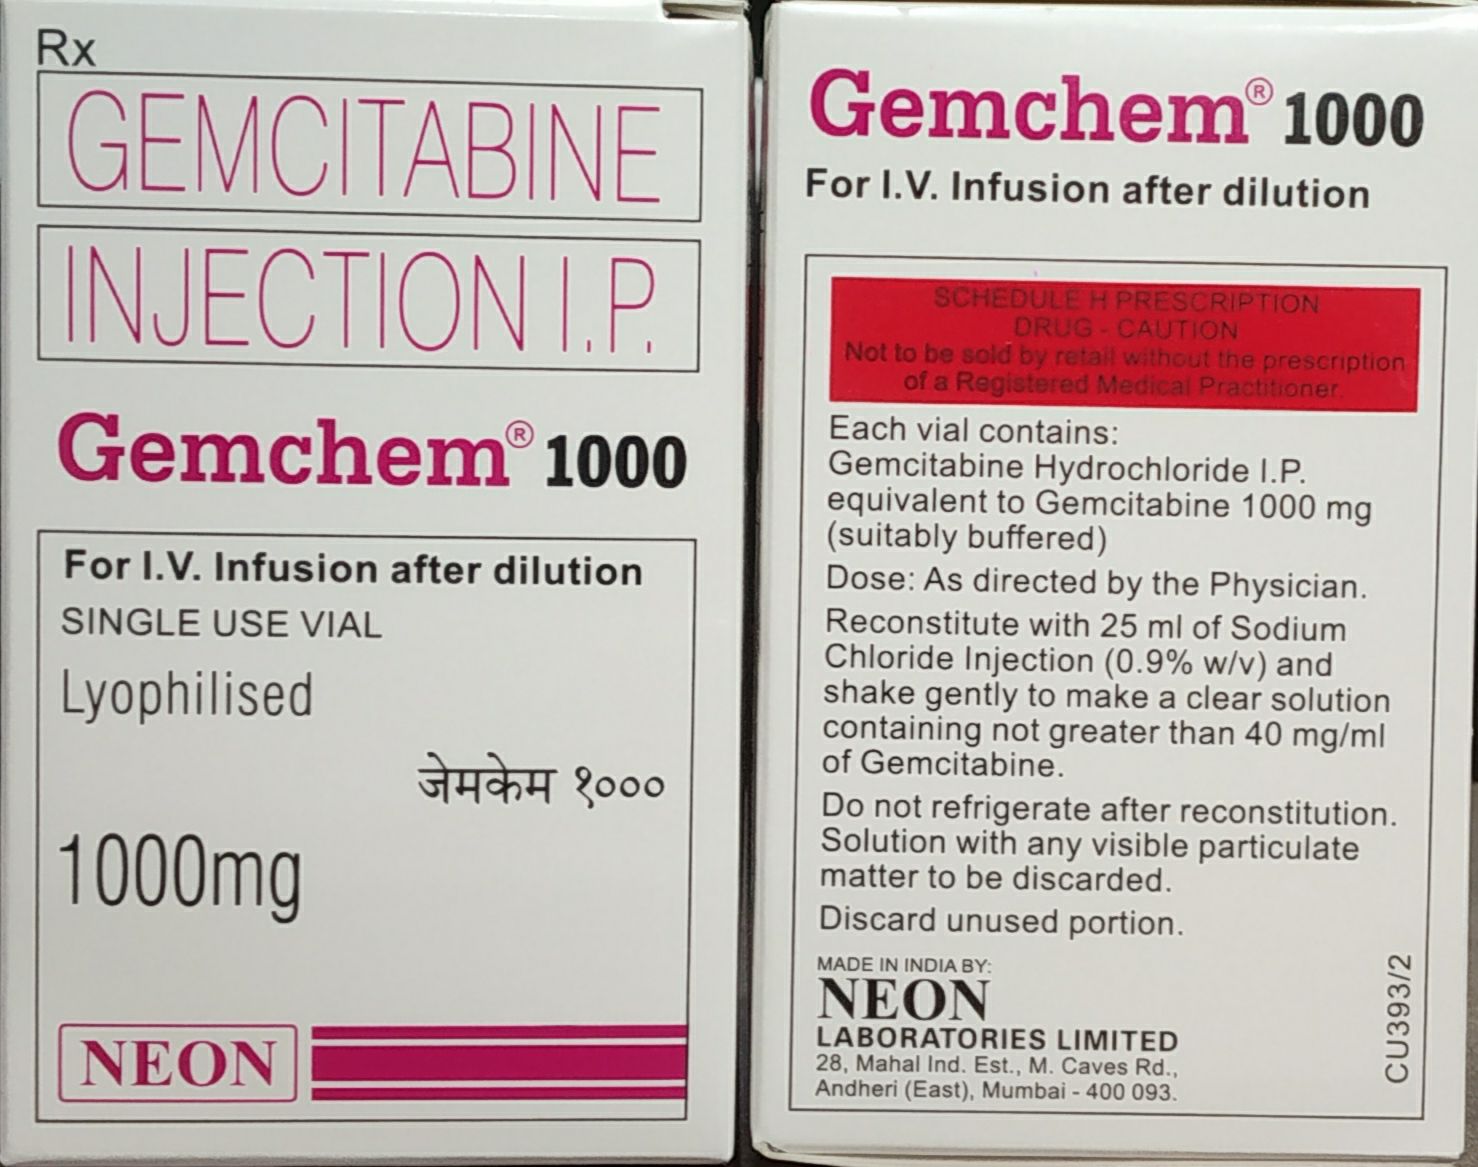 Rx
GEMCITABINE
INJECTION I.P.
Gemchem® 1000
For I.V. Infusion after dilution
SINGLE USE VIAL
Lyophilised
जेमकेम १०००
1000mg
NEON
Gemchem® 1000
For I.V. Infusion after dilution
SCHEDULE H PRESCRIPTION
DRUG - CAUTION
Not to be sold by retail without the prescription
of a Registered Medical Practitioner.
Each vial contains:
Gemcitabine Hydrochloride I.P.
equivalent to Gemcitabine 1000 mg
(suitably buffered)
Dose: As directed by the Physician.
Reconstitute with 25 ml of Sodium
Chloride Injection (0.9% w/v) and
shake gently to make a clear solution
containing not greater than 40 mg/ml
of Gemcitabine.
Do not refrigerate after reconstitution.
Solution with any visible particulate
matter to be discarded.
Discard unused portion.
MADE IN INDIA BY:
NEON
LABORATORIES LIMITED
28, Mahal Ind. Est., M. Caves Rd.,
Andheri (East), Mumbai - 400 093.
CU393/2